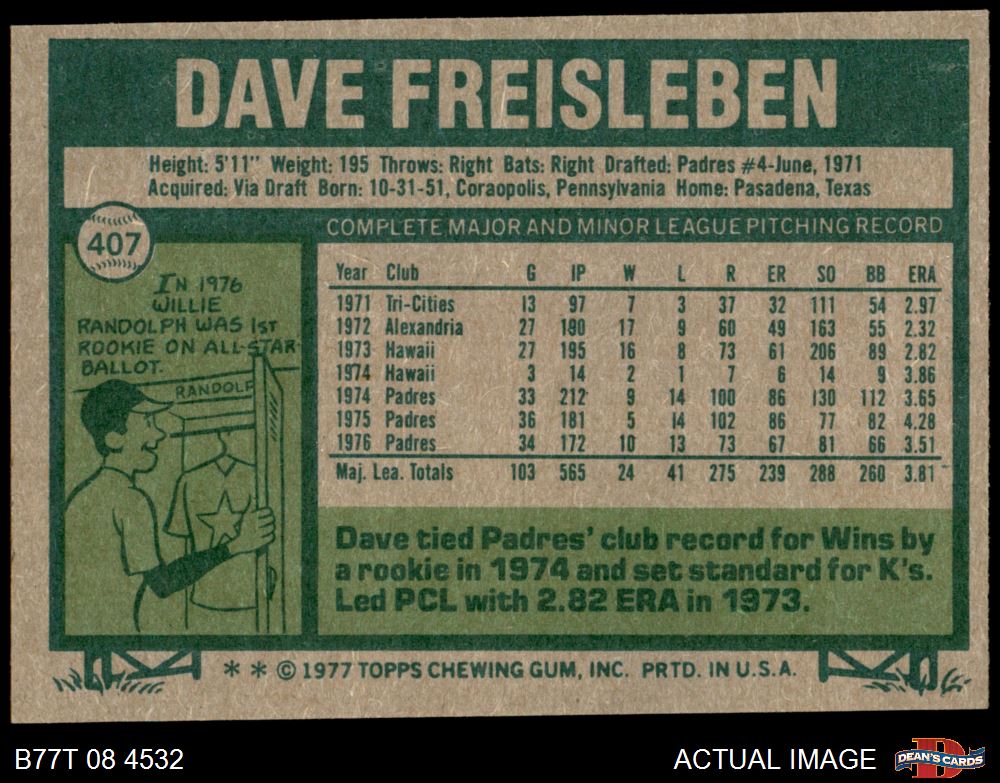 DAVE FREISLEBEN
Height: 5'11" Weight: 195 Throws: Right Bats: Right Drafted: Padres #4-June, 1971
Acquired: Via Draft Born: 10-31-51, Coraopolis, Pennsylvania Home: Pasadena, Texas
407
IN 1976
WILLIE
RANDOLPH WAS 1ST
ROOKIE ON ALL-STAR
BALLOT.
RANDOLP
COMPLETE MAJOR AND MINOR LEAGUE PITCHING RECORD
Year Club G IP W L R ER SO BB ERA
1971 Tri-Cities 13 97 7 3 37 32 111 54 2.97
1972 Alexandria 27 190 17 9 60 49 163 55 2.32
1973 Hawaii 27 195 16 8 73 61 206 89 2.82
1974 Hawaii 3 14 2 1 7 6 14 9 3.86
1974 Padres 33 212 9 14 100 86 130 112 3.65
1975 Padres 36 181 5 14 102 86 77 82 4.28
1976 Padres 34 172 10 13 73 67 81 66 3.51
Maj. Lea. Totals 103 565 24 41 275 239 288 260 3.81
Dave tied Padres' club record for Wins by
a rookie in 1974 and set standard for K's.
Led PCL with 2.82 ERA in 1973.
* * © 1977 TOPPS CHEWING GUM, INC. PRTD. IN U.S.A.
B77T 08 4532
ACTUAL IMAGE
DEAN'S CARDS